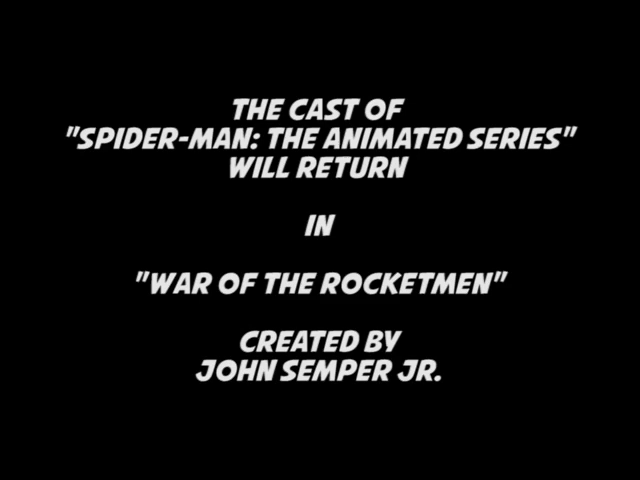 THE CAST OF
"SPIDER-MAN: THE ANIMATED SERIES"
WILL RETURN
IN
"WAR OF THE ROCKETMEN"
CREATED BY
JOHN SEMPER JR.